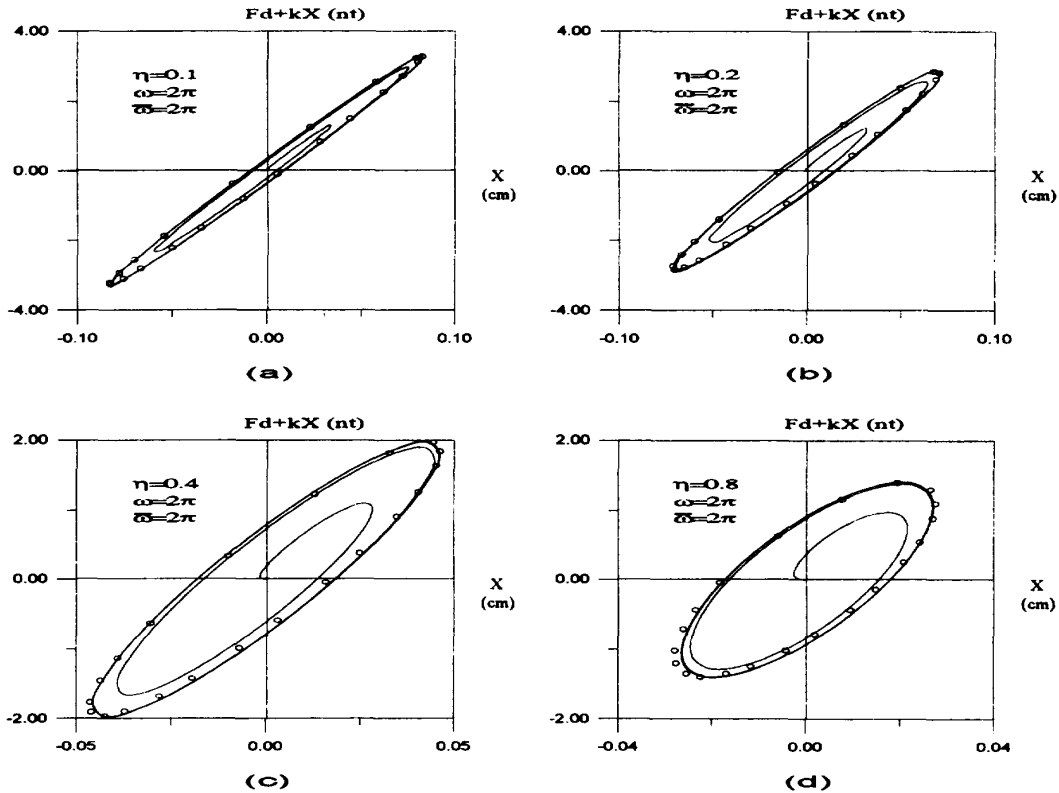 Fd+kX (nt)
4.00
η=0.1
ω=2π
ω̅=2π
0.00
X
(cm)
-4.00
-0.10
0.00
0.10
(a)
Fd+kX (nt)
4.00
η=0.2
ω=2π
ω̅=2π
0.00
X
(cm)
-4.00
-0.10
0.00
0.10
(b)
Fd+kX (nt)
2.00
η=0.4
ω=2π
ω̅=2π
0.00
X
(cm)
-2.00
-0.05
0.00
0.05
(c)
Fd+kX (nt)
2.00
η=0.8
ω=2π
ω̅=2π
0.00
X
(cm)
-2.00
-0.04
0.00
0.04
(d)